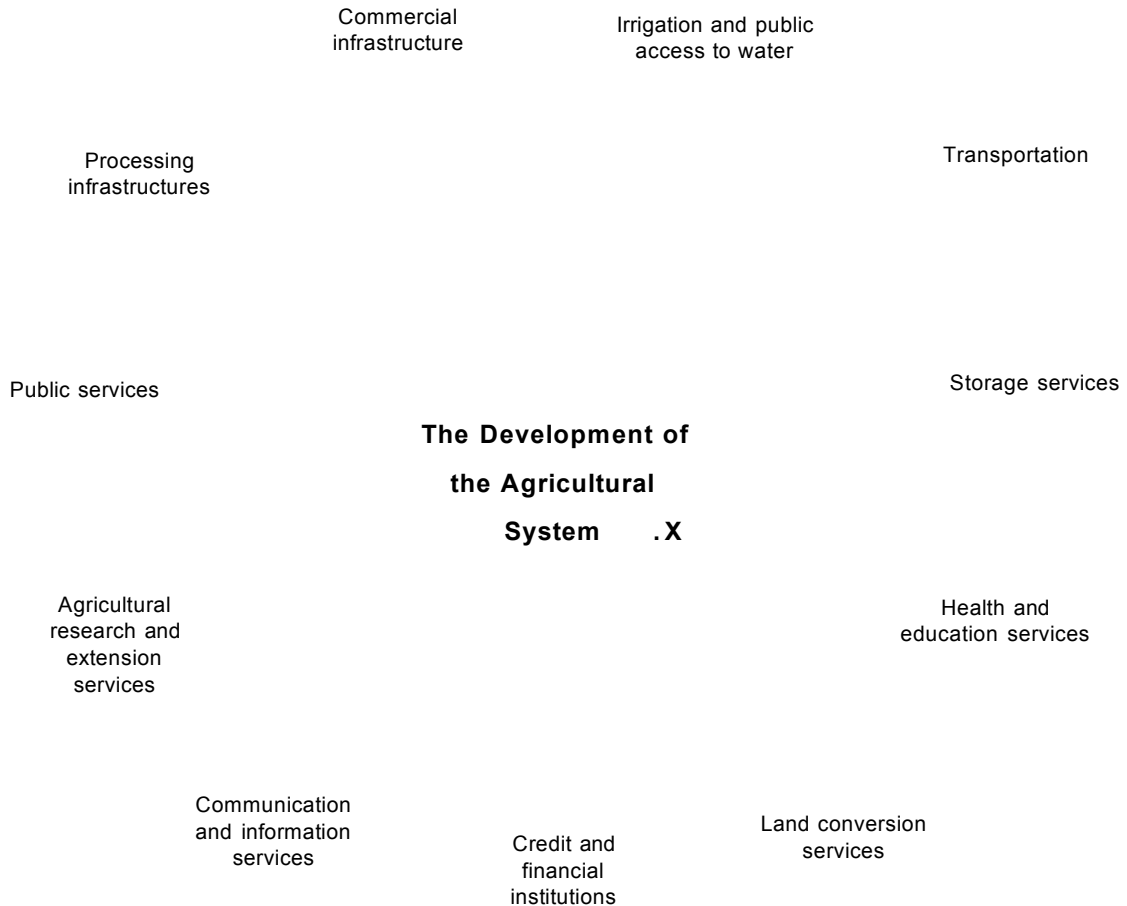 Commercial
infrastructure
Irrigation and public
access to water
Processing
infrastructures
Transportation
Public services
Storage services
The Development of
the Agricultural
System .X
Agricultural
research and
extension
services
Health and
education services
Communication
and information
services
Credit and
financial
institutions
Land conversion
services